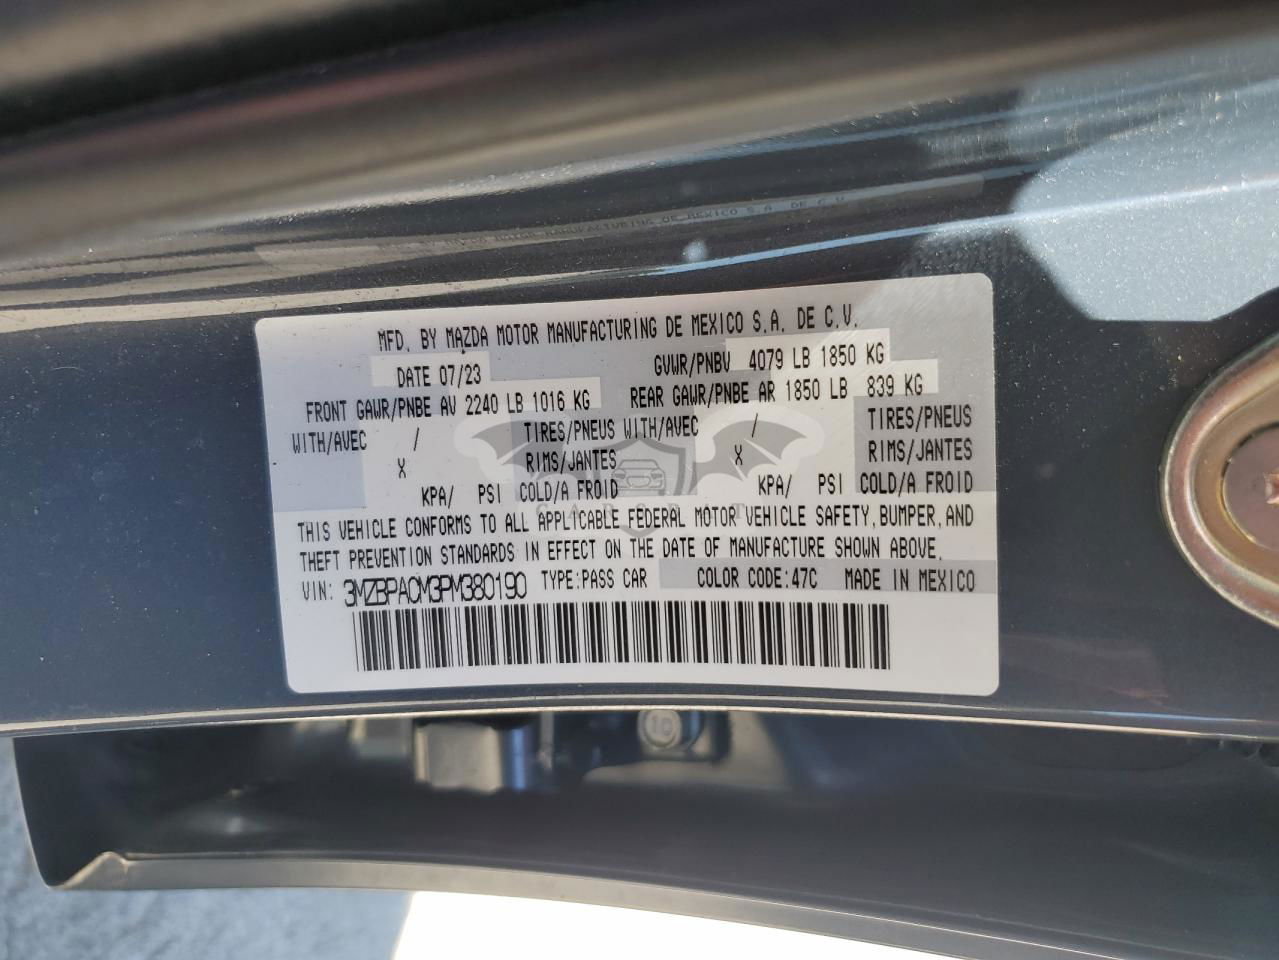 MFD. BY MAZDA MOTOR MANUFACTURING DE MEXICO S.A. DE C.V.
DATE 07/23 GVWR/PNBV 4079 LB 1850 KG
FRONT GAWR/PNBE AV 2240 LB 1016 KG REAR GAWR/PNBE AR 1850 LB 839 KG
WITH/AVEC / TIRES/PNEUS WITH/AVEC / TIRES/PNEUS
X RIMS/JANTES X RIMS/JANTES
KPA/ PSI COLD/A FROID KPA/ PSI COLD/A FROID
THIS VEHICLE CONFORMS TO ALL APPLICABLE FEDERAL MOTOR VEHICLE SAFETY, BUMPER, AND
THEFT PREVENTION STANDARDS IN EFFECT ON THE DATE OF MANUFACTURE SHOWN ABOVE.
VIN: 3MZBPACM3PM380190 TYPE:PASS CAR COLOR CODE:47C MADE IN MEXICO
10